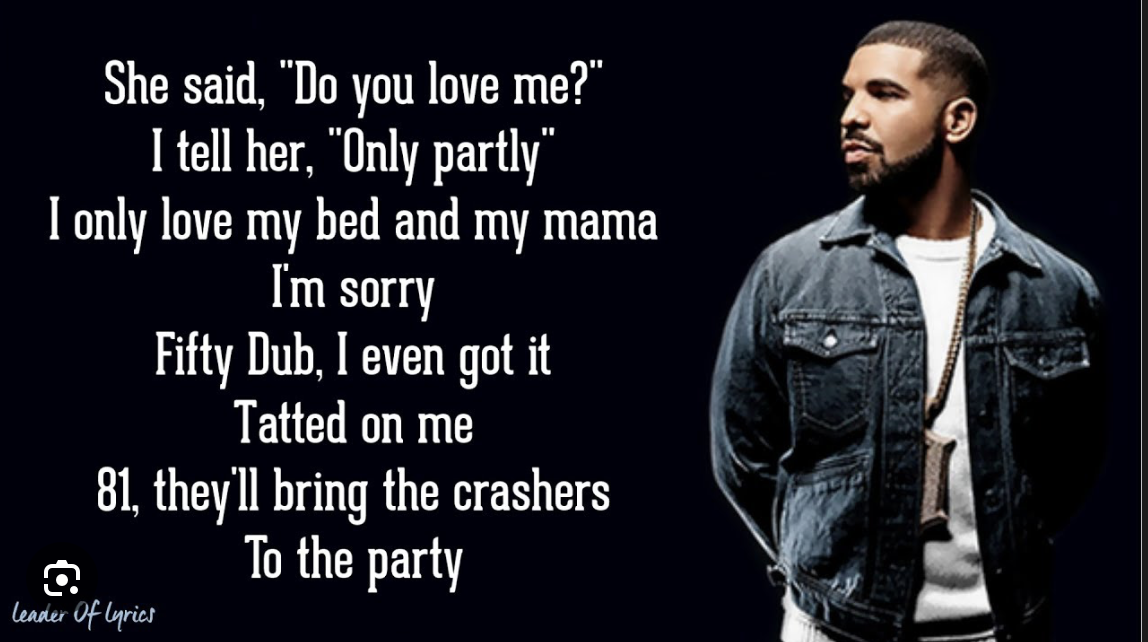 She said, "Do you love me?"
I tell her, "Only partly"
I only love my bed and my mama
I'm sorry
Fifty Dub, I even got it
Tatted on me
81, they'll bring the crashers
To the party
Leader Of Lyrics